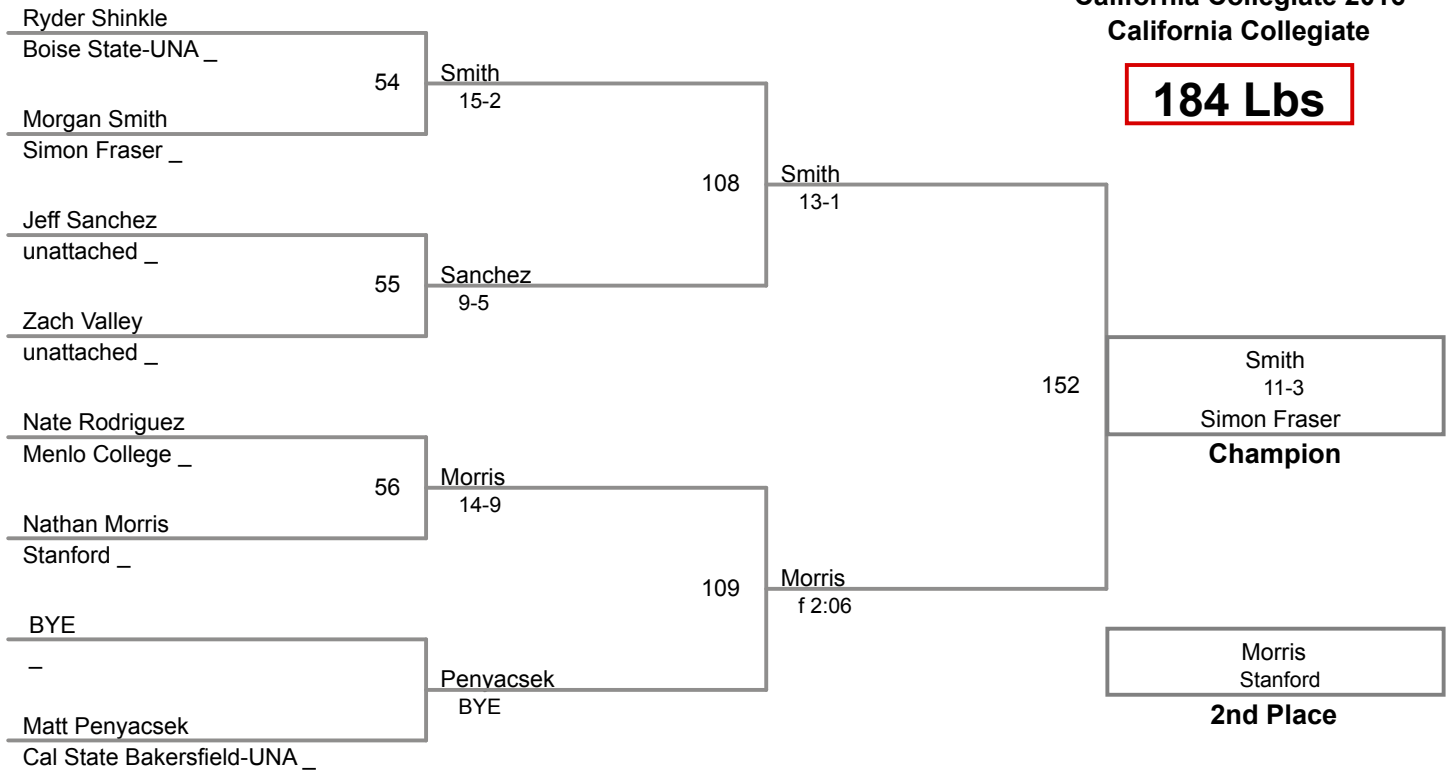 California Collegiate
184 Lbs
Ryder Shinkle
Boise State-UNA _
54
Smith
15-2
Morgan Smith
Simon Fraser _
108
Smith
13-1
Jeff Sanchez
unattached _
55
Sanchez
9-5
Zach Valley
unattached _
152
Smith
11-3
Simon Fraser
Champion
Nate Rodriguez
Menlo College _
56
Morris
14-9
Nathan Morris
Stanford _
109
Morris
f 2:06
BYE
_
Penyacsek
BYE
Matt Penyacsek
Cal State Bakersfield-UNA _
Morris
Stanford
2nd Place